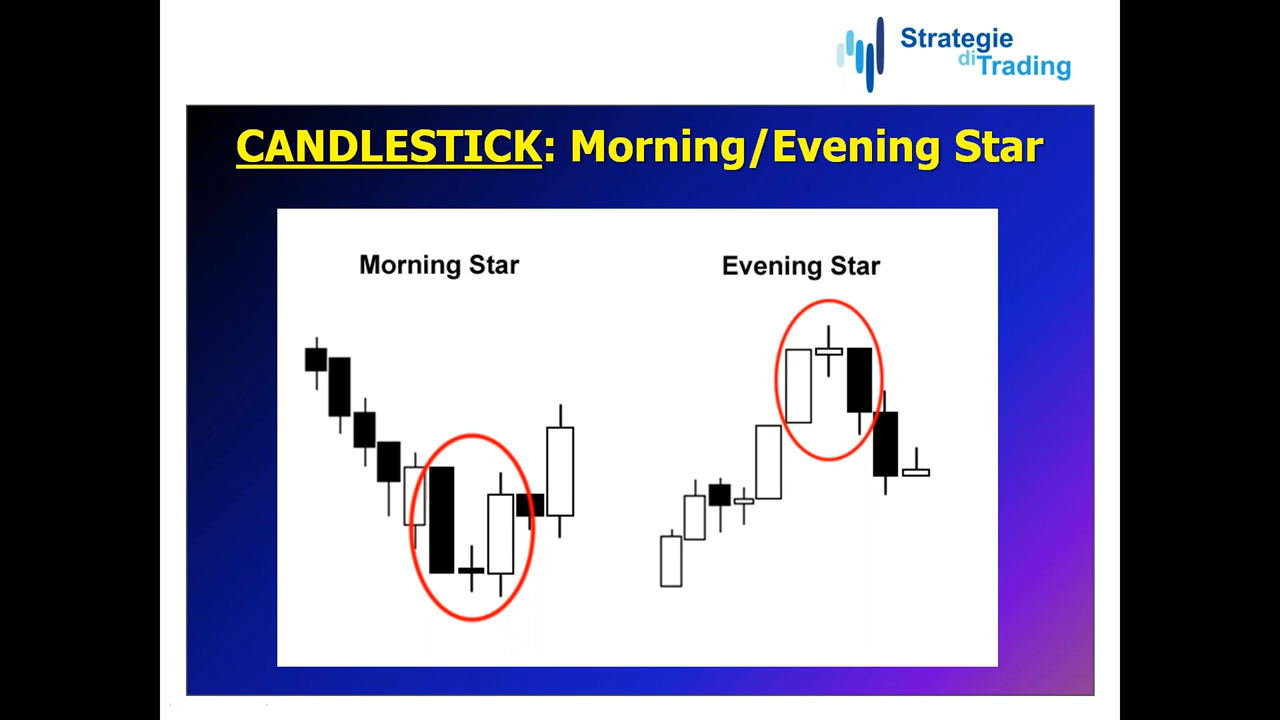 Strategie
di Trading
CANDLESTICK: Morning/Evening Star
Morning Star
Evening Star